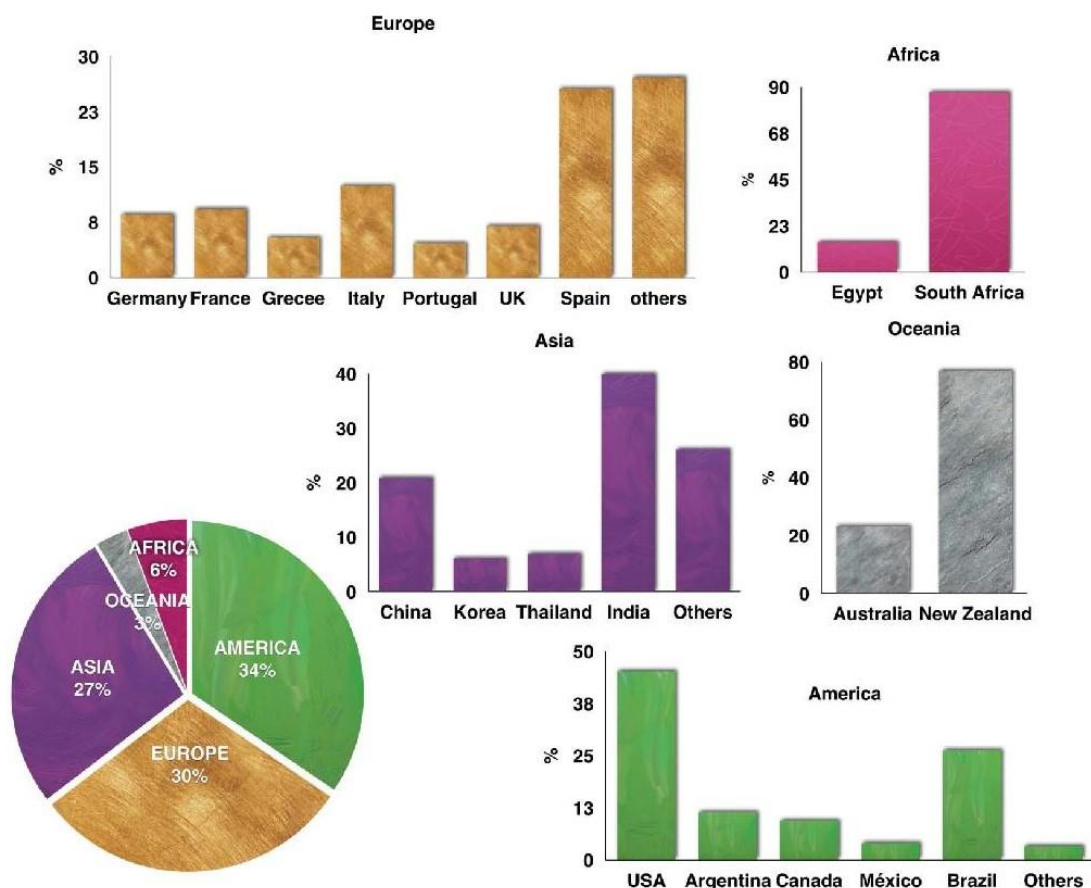 Europe
30
23
15
8
0
%
Germany France Grecee Italy Portugal UK Spain others
Africa
90
68
45
23
0
%
Egypt South Africa
Asia
40
30
20
10
0
%
China Korea Thailand India Others
Oceania
80
60
40
20
0
%
Australia New Zealand
AFRICA
6%
OCEANIA
3%
AMERICA
34%
ASIA
27%
EUROPE
30%
America
50
38
25
13
0
%
USA Argentina Canada México Brazil Others